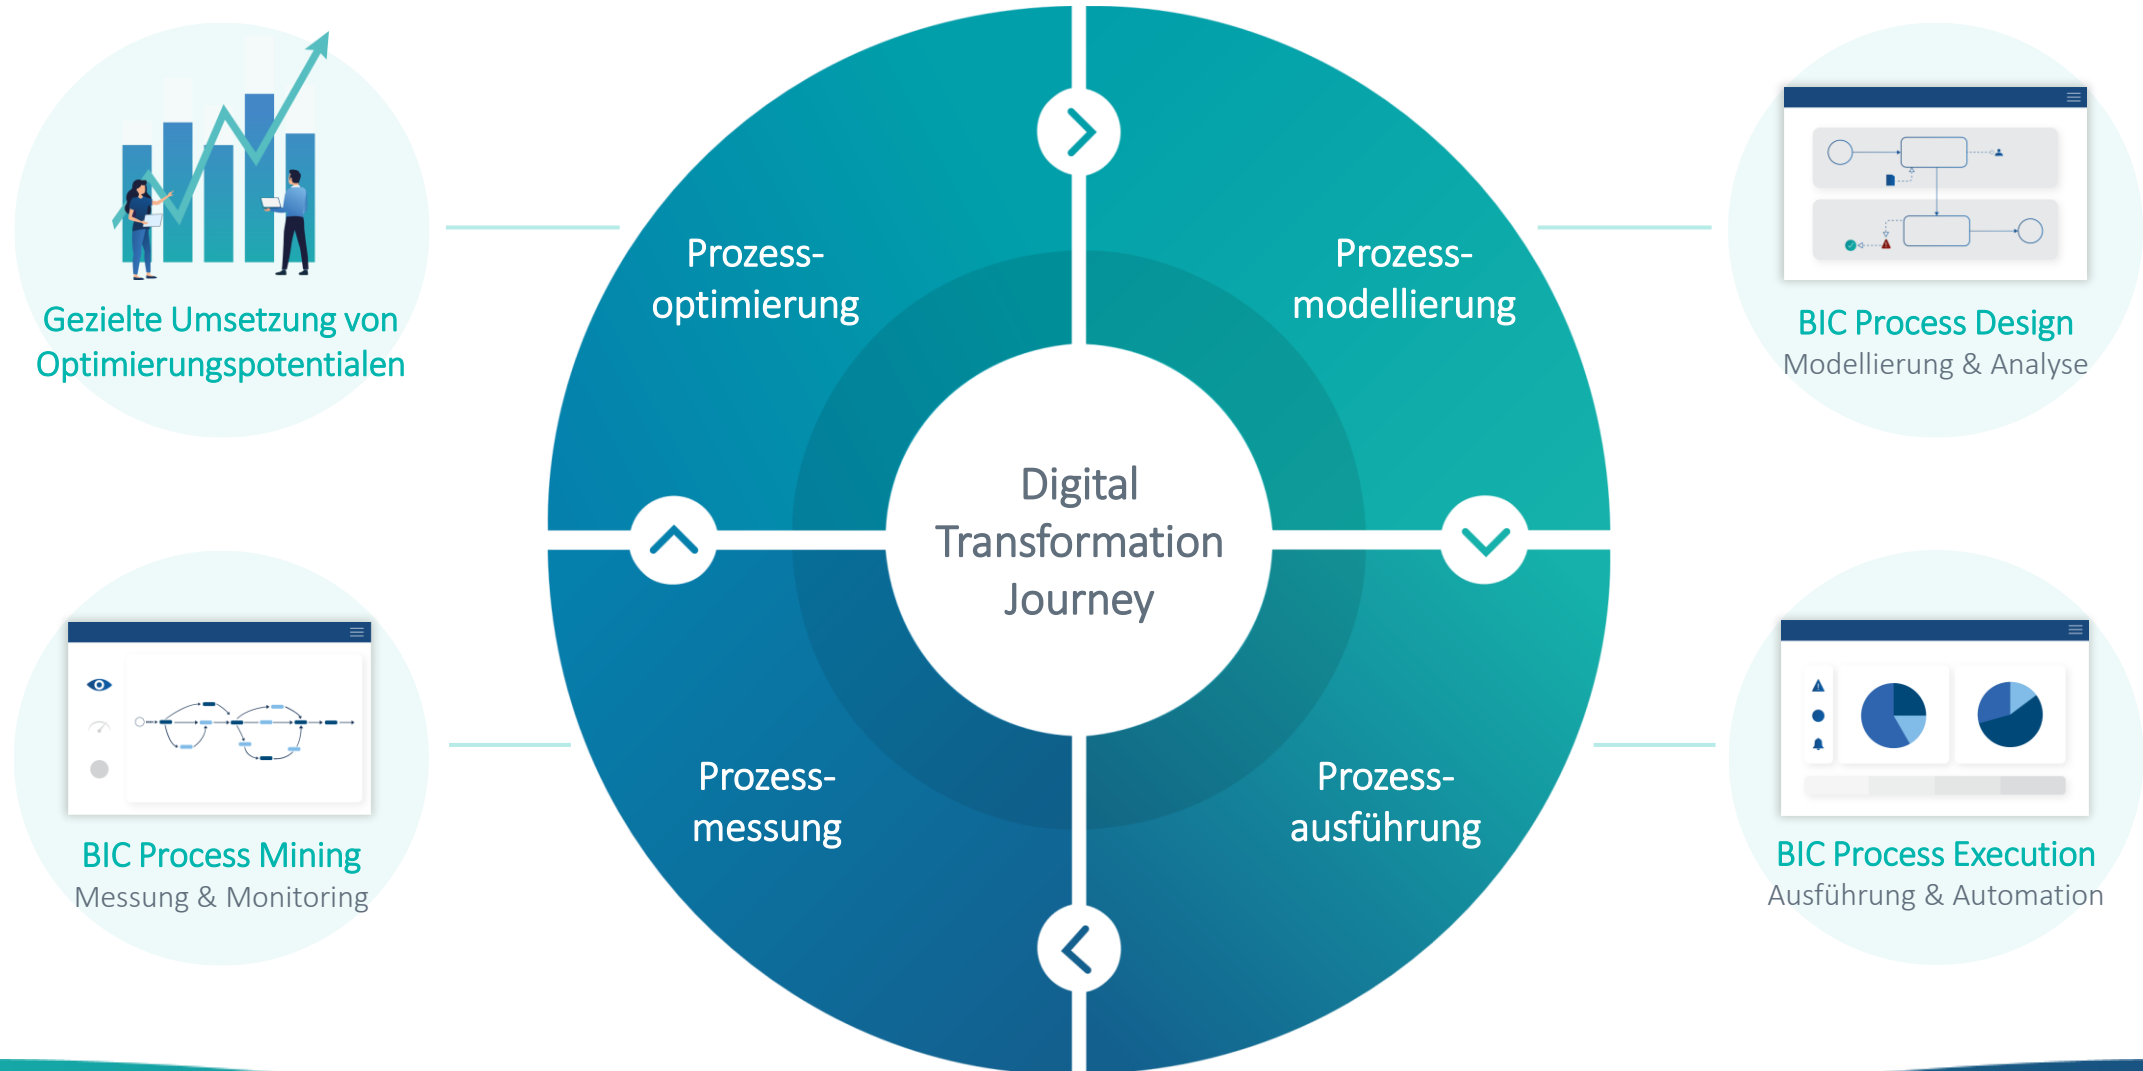 Prozess-
optimierung
Prozess-
modellierung
Gezielte Umsetzung von
Optimierungspotentialen
BIC Process Design
Modellierung & Analyse
Digital
Transformation
Journey
Prozess-
messung
Prozess-
ausführung
BIC Process Mining
Messung & Monitoring
BIC Process Execution
Ausführung & Automation